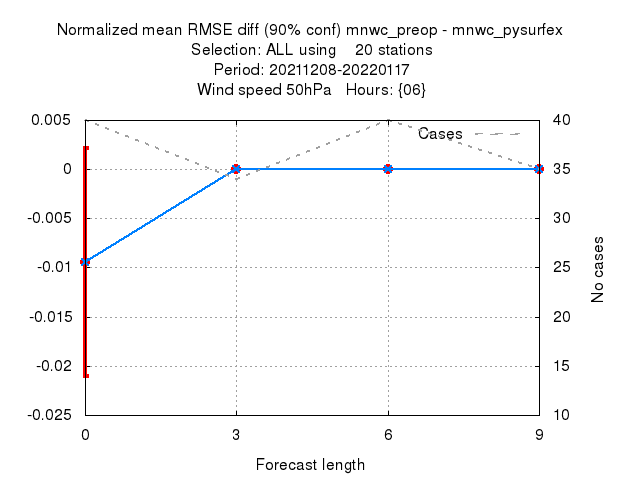 Normalized mean RMSE diff (90% conf) mnwc_preop - mnwc_pysurfex
Selection: ALL using 20 stations
Period: 20211208-20220117
Wind speed 50hPa Hours: {06}
0.005
0
-0.005
-0.01
-0.015
-0.02
-0.025
Cases
40
35
30
25
20
15
10
No cases
0 3 6 9
Forecast length